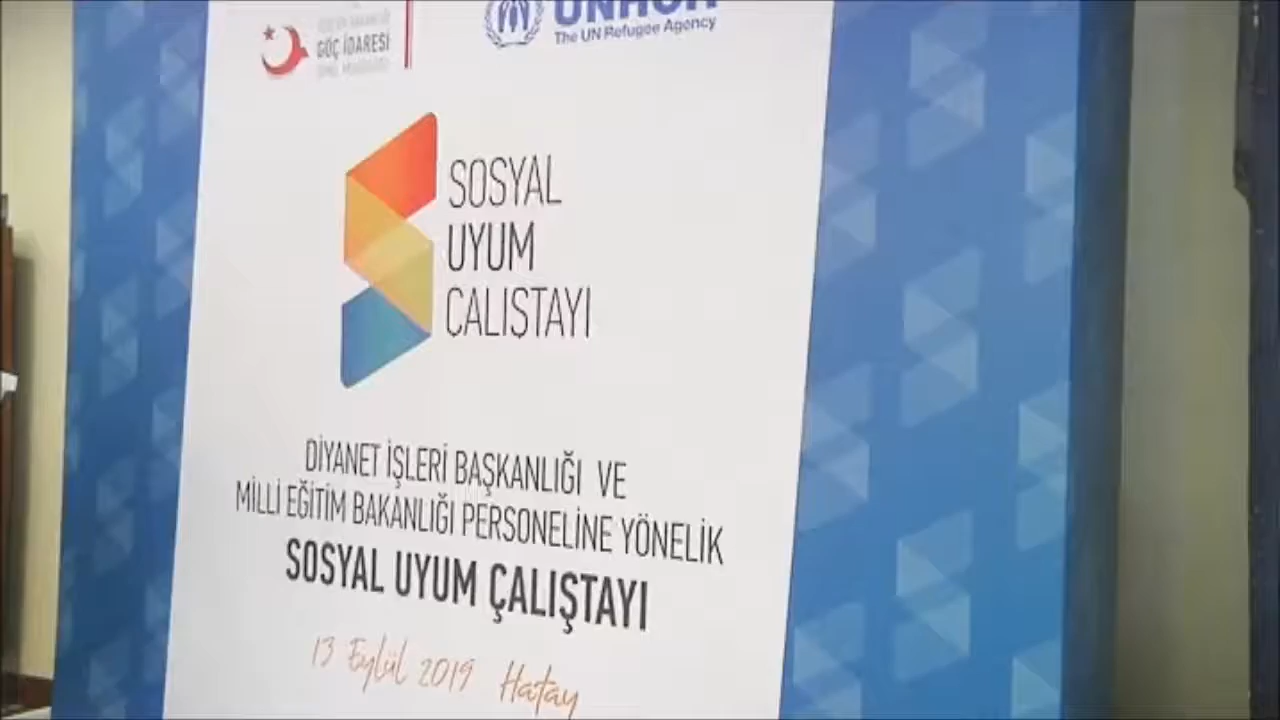 GÖÇ İDARESİ
UNHCR
The UN Refugee Agency
SOSYAL
UYUM
ÇALIŞTAYI
DİYANET İŞLERİ BAŞKANLIĞI VE
MİLLİ EĞİTİM BAKANLIĞI PERSONELİNE YÖNELİK
SOSYAL UYUM ÇALIŞTAYI
13 Eylül 2019 Hatay